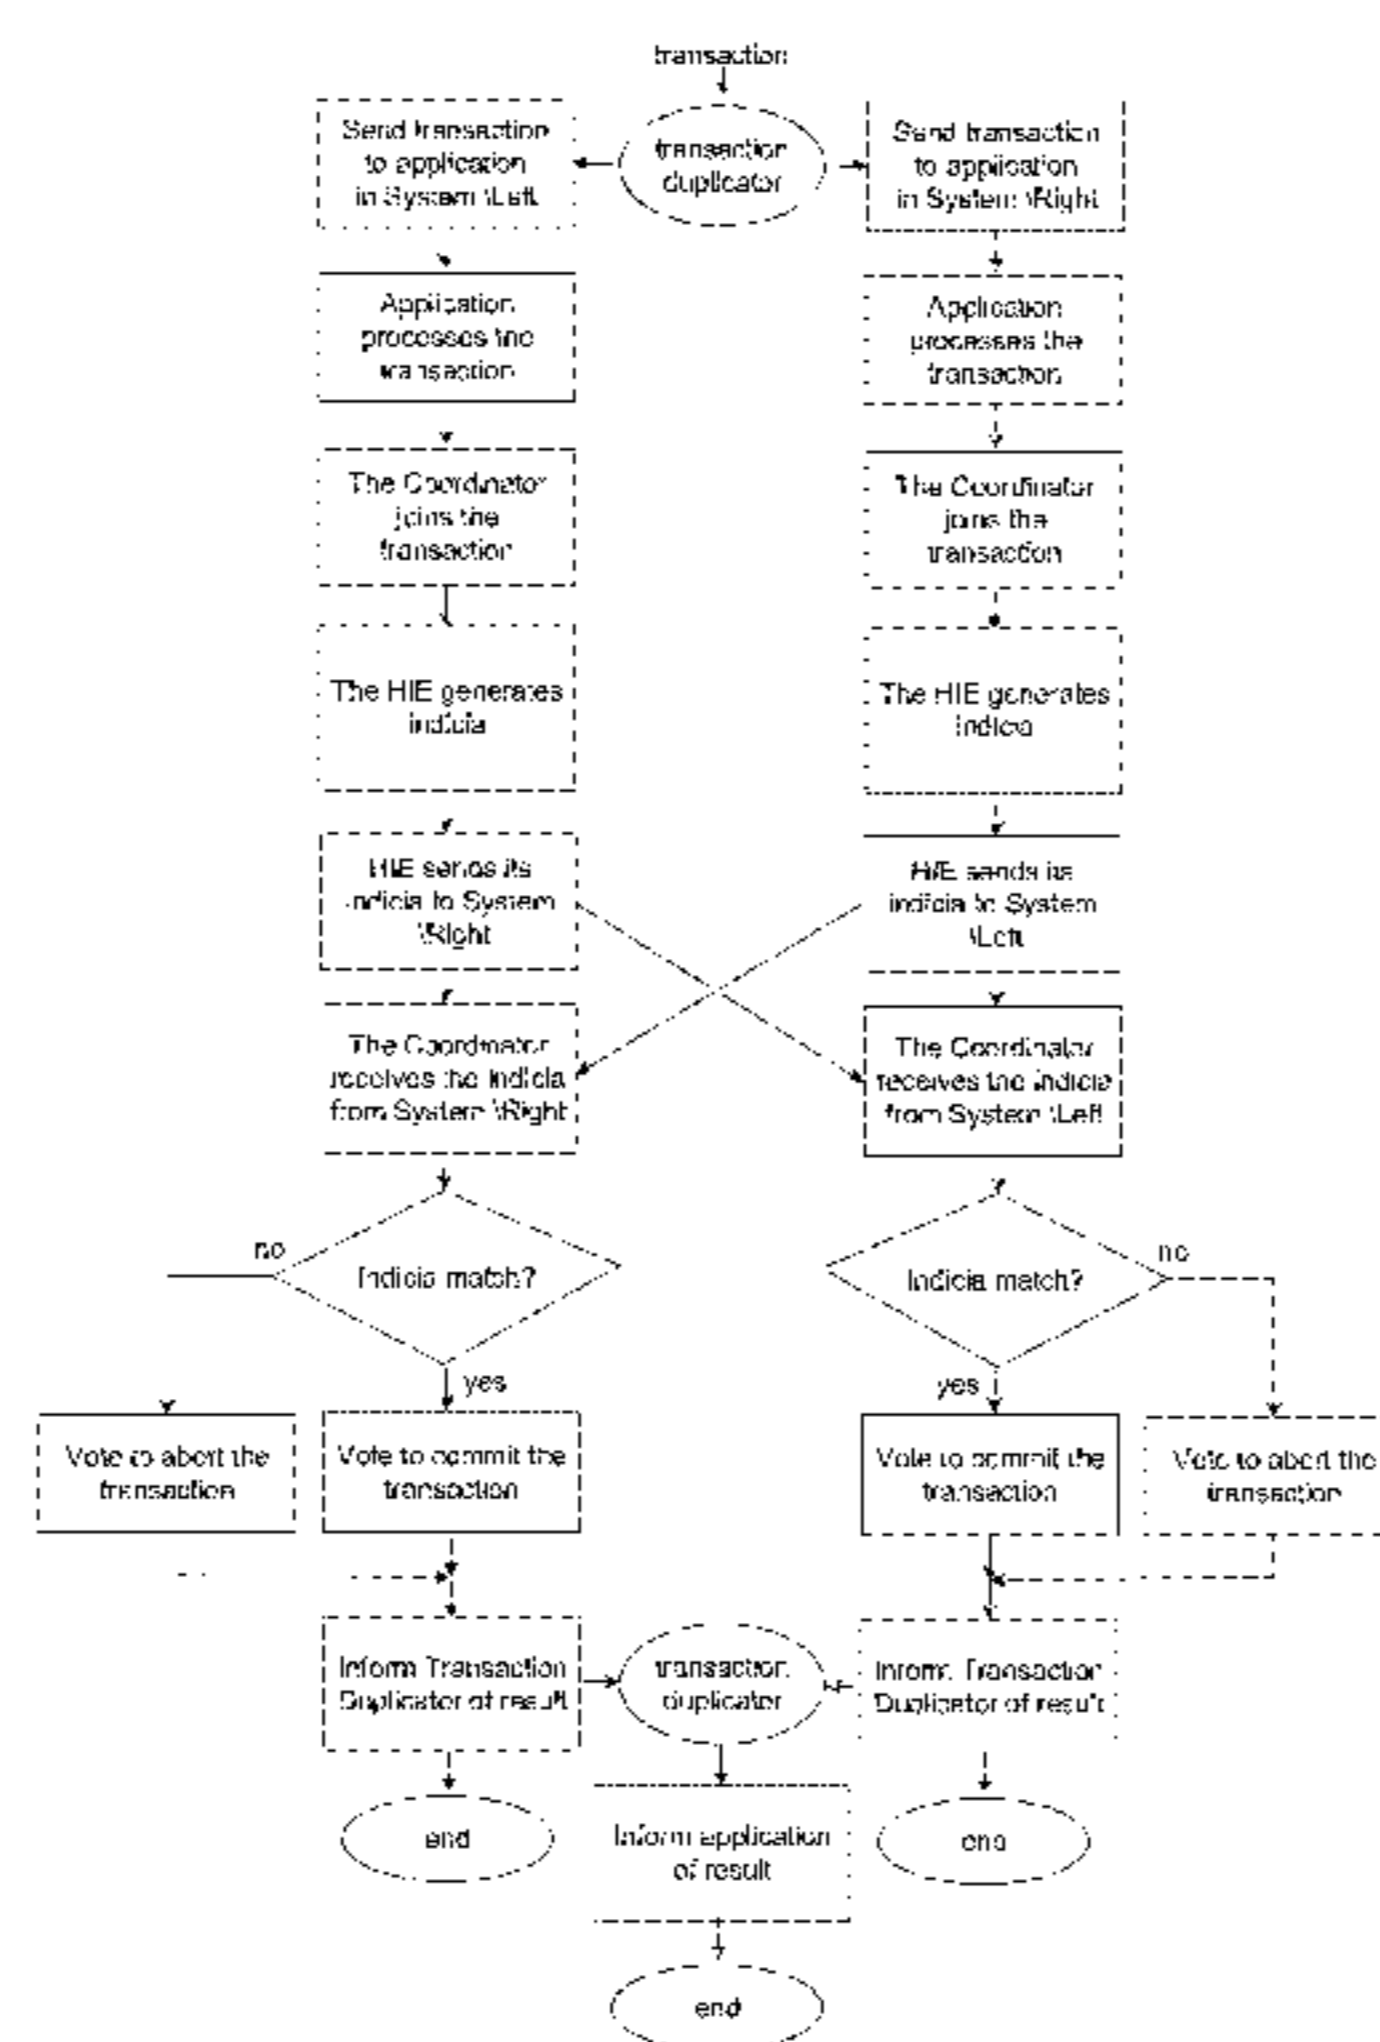 transaction
Send transaction
to application
in System \Left
transaction
duplicator
Send transaction
to application
in System \Right
Application
processes the
transaction
Application
processes the
transaction
The Coordinator
joins the
transaction
The Coordinator
joins the
transaction
The HIE generates
indicia
The HIE generates
indicia
HIE sends its
indicia to System
\Right
HIE sends its
indicia to System
\Left
The Coordinator
receives the indicia
from System \Right
The Coordinator
receives the indicia
from System \Left
no
Indicia match?
yes
Indicia match?
no
yes
Vote to abort the
transaction
Vote to commit the
transaction
Vote to commit the
transaction
Vote to abort the
transaction
Inform Transaction
Duplicator of result
transaction
duplicator
Inform Transaction
Duplicator of result
end
Inform application
of result
end
end